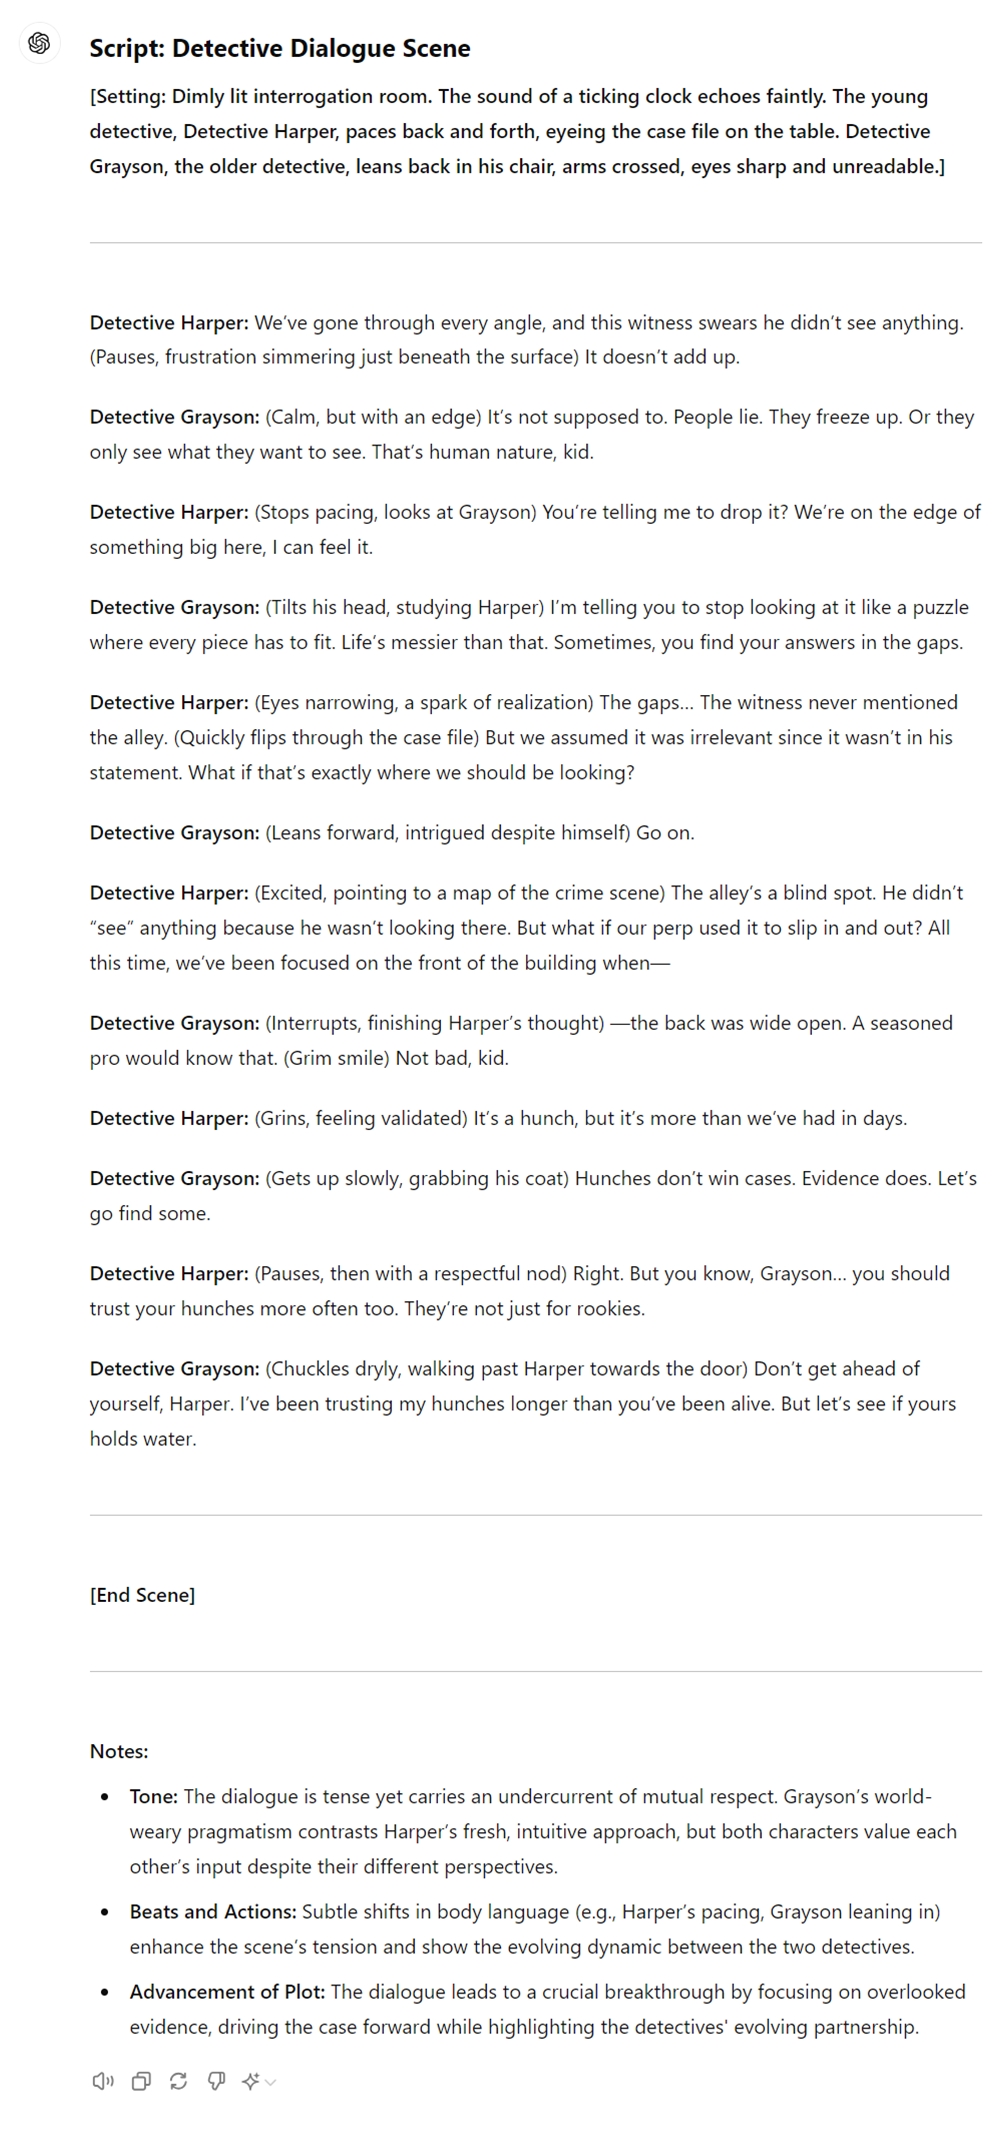 Script: Detective Dialogue Scene
[Setting: Dimly lit interrogation room. The sound of a ticking clock echoes faintly. The young
detective, Detective Harper, paces back and forth, eyeing the case file on the table. Detective
Grayson, the older detective, leans back in his chair, arms crossed, eyes sharp and unreadable.]
Detective Harper: We’ve gone through every angle, and this witness swears he didn’t see anything.
(Pauses, frustration simmering just beneath the surface) It doesn’t add up.
Detective Grayson: (Calm, but with an edge) It’s not supposed to. People lie. They freeze up. Or they
only see what they want to see. That’s human nature, kid.
Detective Harper: (Stops pacing, looks at Grayson) You’re telling me to drop it? We’re on the edge of
something big here, I can feel it.
Detective Grayson: (Tilts his head, studying Harper) I’m telling you to stop looking at it like a puzzle
where every piece has to fit. Life’s messier than that. Sometimes, you find your answers in the gaps.
Detective Harper: (Eyes narrowing, a spark of realization) The gaps… The witness never mentioned
the alley. (Quickly flips through the case file) But we assumed it was irrelevant since it wasn’t in his
statement. What if that’s exactly where we should be looking?
Detective Grayson: (Leans forward, intrigued despite himself) Go on.
Detective Harper: (Excited, pointing to a map of the crime scene) The alley’s a blind spot. He didn’t
“see” anything because he wasn’t looking there. But what if our perp used it to slip in and out? All
this time, we’ve been focused on the front of the building when—
Detective Grayson: (Interrupts, finishing Harper’s thought) —the back was wide open. A seasoned
pro would know that. (Grim smile) Not bad, kid.
Detective Harper: (Grins, feeling validated) It’s a hunch, but it’s more than we’ve had in days.
Detective Grayson: (Gets up slowly, grabbing his coat) Hunches don’t win cases. Evidence does. Let’s
go find some.
Detective Harper: (Pauses, then with a respectful nod) Right. But you know, Grayson… you should
trust your hunches more often too. They’re not just for rookies.
Detective Grayson: (Chuckles dryly, walking past Harper towards the door) Don’t get ahead of
yourself, Harper. I’ve been trusting my hunches longer than you’ve been alive. But let’s see if yours
holds water.
[End Scene]
Notes:
• Tone: The dialogue is tense yet carries an undercurrent of mutual respect. Grayson’s world-
weary pragmatism contrasts Harper’s fresh, intuitive approach, but both characters value each
other’s input despite their different perspectives.
• Beats and Actions: Subtle shifts in body language (e.g., Harper’s pacing, Grayson leaning in)
enhance the scene’s tension and show the evolving dynamic between the two detectives.
• Advancement of Plot: The dialogue leads to a crucial breakthrough by focusing on overlooked
evidence, driving the case forward while highlighting the detectives' evolving partnership.